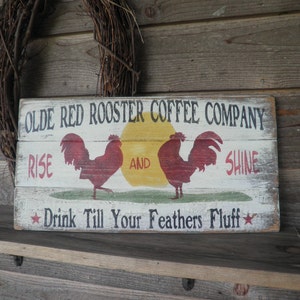 OLDE RED ROOSTER COFFEE COMPANY
RISE AND SHINE
Drink Till Your Feathers Fluff